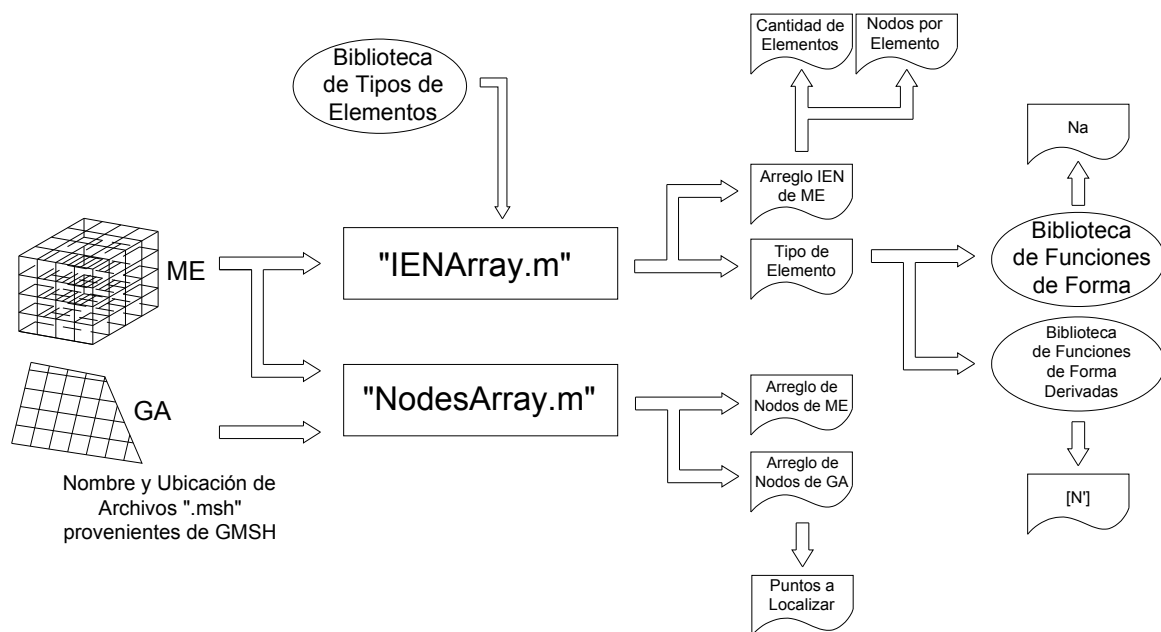 Cantidad de
Elementos
Nodos por
Elemento
Biblioteca
de Tipos de
Elementos
Na
Arreglo IEN
de ME
ME
"IENArray.m"
Tipo de
Elemento
Biblioteca
de Funciones
de Forma
Biblioteca
de Funciones
de Forma
Derivadas
GA
"NodesArray.m"
Arreglo de
Nodos de ME
Arreglo de
Nodos de GA
Nombre y Ubicación de
Archivos ".msh"
provenientes de GMSH
[N']
Puntos a
Localizar